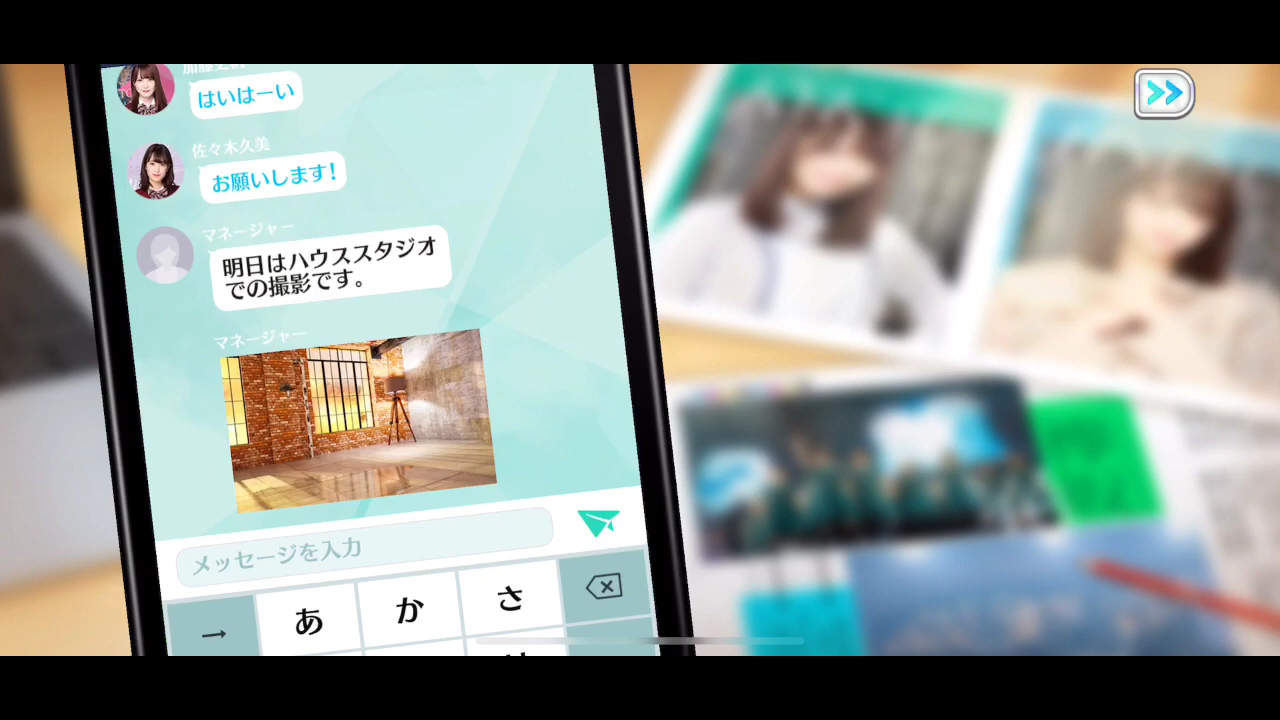 はいはーい
佐々木久美
お願いします!
マネージャー
明日はハウススタジオ
での撮影です。
マネージャー
メッセージを入力
→
あ
か
さ